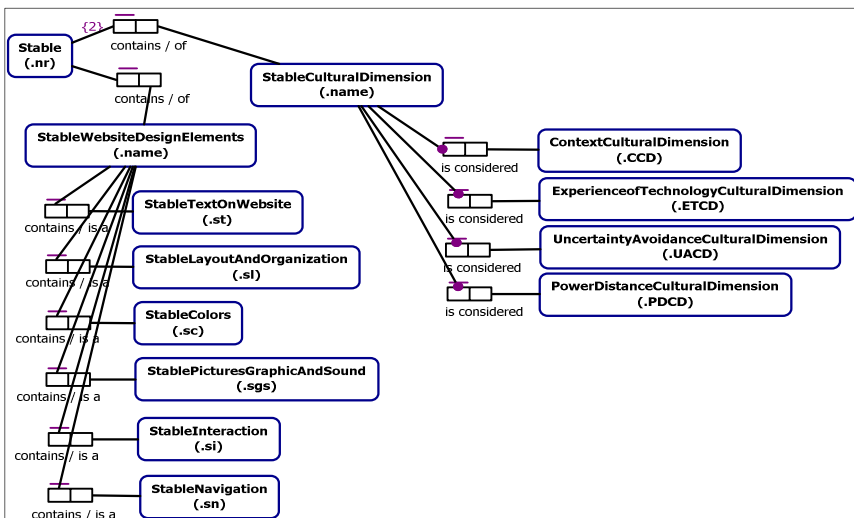 {2}
contains / of
Stable
(.nr)
contains / of
StableCulturalDimension
(.name)
StableWebsiteDesignElements
(.name)
ContextCulturalDimension
(.CCD)
is considered
ExperienceofTechnologyCulturalDimension
(.ETCD)
is considered
UncertaintyAvoidanceCulturalDimension
(.UACD)
is considered
PowerDistanceCulturalDimension
(.PDCD)
is considered
StableTextOnWebsite
(.st)
contains / is a
StableLayoutAndOrganization
(.sl)
contains / is a
StableColors
(.sc)
contains / is a
StablePicturesGraphicAndSound
(.sgs)
contains / is a
StableInteraction
(.si)
contains / is a
StableNavigation
(.sn)
contains / is a